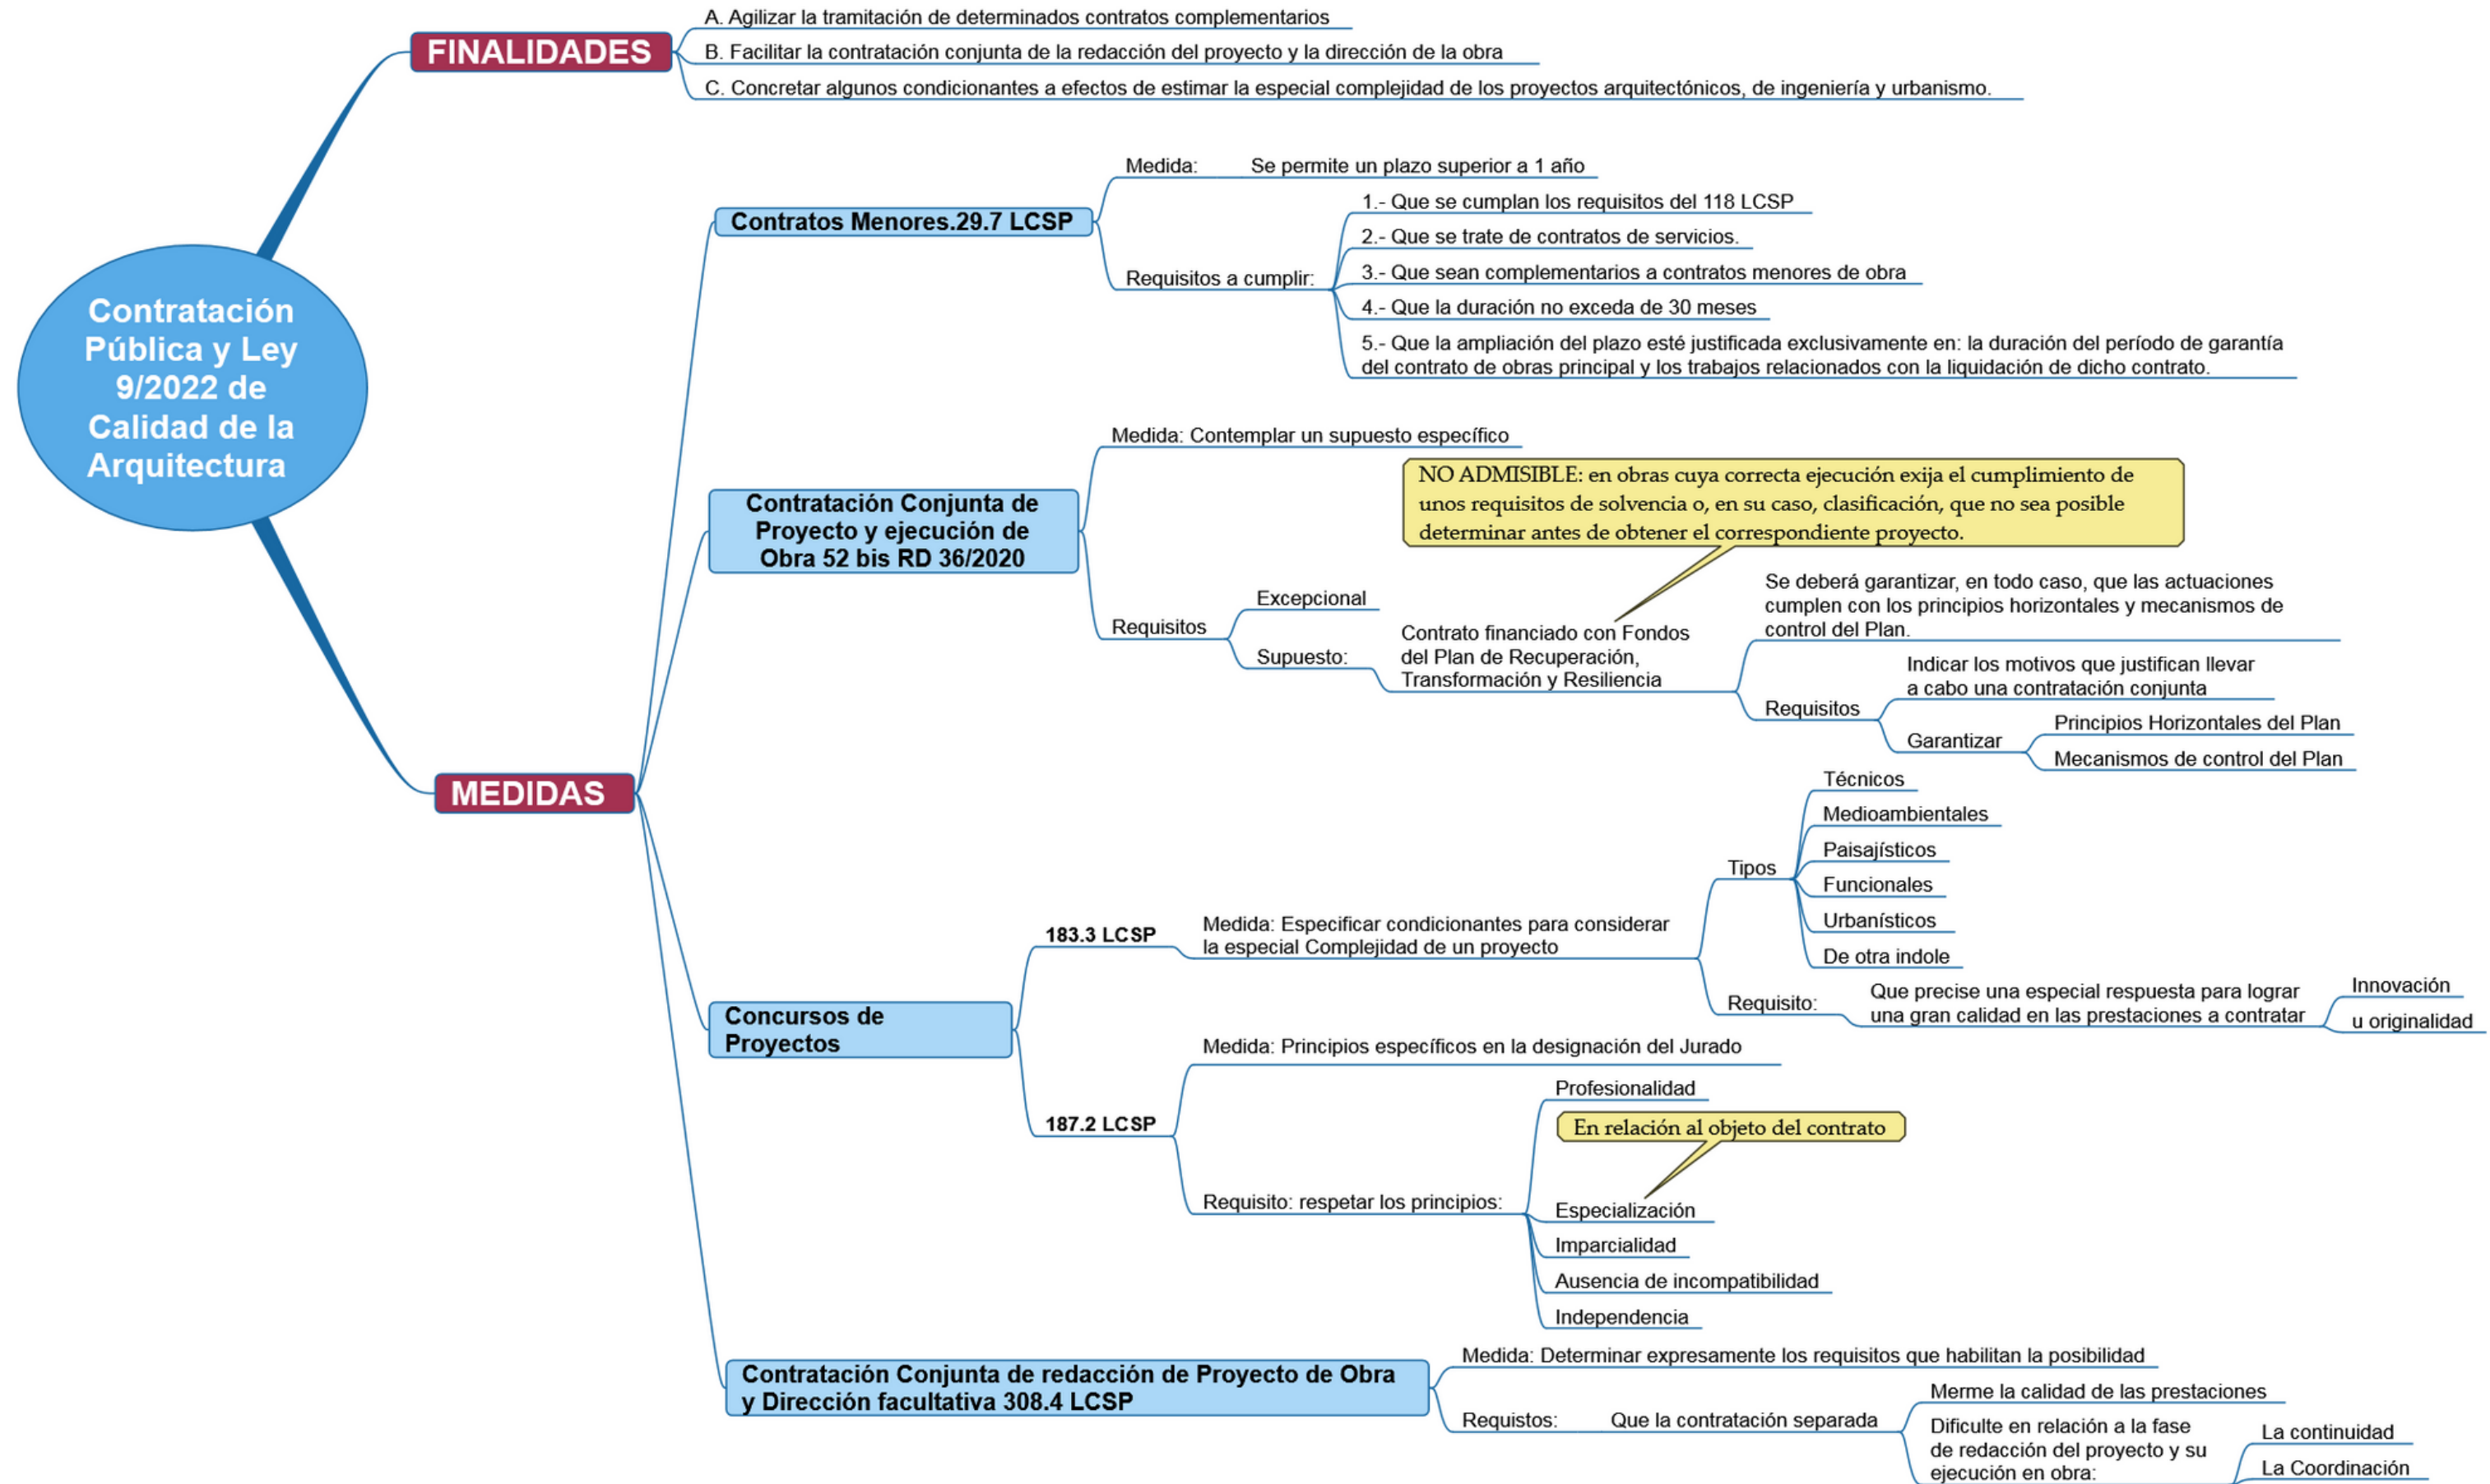 Contratación
Pública y Ley
9/2022 de
Calidad de la
Arquitectura
FINALIDADES
A. Agilizar la tramitación de determinados contratos complementarios
B. Facilitar la contratación conjunta de la redacción del proyecto y la dirección de la obra
C. Concretar algunos condicionantes a efectos de estimar la especial complejidad de los proyectos arquitectónicos, de ingeniería y urbanismo.
MEDIDAS
Contratos Menores.29.7 LCSP
Medida: Se permite un plazo superior a 1 año
Requisitos a cumplir:
1.- Que se cumplan los requisitos del 118 LCSP
2.- Que se trate de contratos de servicios.
3.- Que sean complementarios a contratos menores de obra
4.- Que la duración no exceda de 30 meses
5.- Que la ampliación del plazo esté justificada exclusivamente en: la duración del período de garantía
del contrato de obras principal y los trabajos relacionados con la liquidación de dicho contrato.
Contratación Conjunta de
Proyecto y ejecución de
Obra 52 bis RD 36/2020
Medida: Contemplar un supuesto específico
Requisitos
Excepcional
Supuesto:
NO ADMISIBLE: en obras cuya correcta ejecución exija el cumplimiento de
unos requisitos de solvencia o, en su caso, clasificación, que no sea posible
determinar antes de obtener el correspondiente proyecto.
Contrato financiado con Fondos
del Plan de Recuperación,
Transformación y Resiliencia
Se deberá garantizar, en todo caso, que las actuaciones
cumplen con los principios horizontales y mecanismos de
control del Plan.
Requisitos
Indicar los motivos que justifican llevar
a cabo una contratación conjunta
Garantizar
Principios Horizontales del Plan
Mecanismos de control del Plan
Concursos de
Proyectos
183.3 LCSP
Medida: Especificar condicionantes para considerar
la especial Complejidad de un proyecto
Tipos
Técnicos
Medioambientales
Paisajísticos
Funcionales
Urbanísticos
De otra indole
Requisito:
Que precise una especial respuesta para lograr
una gran calidad en las prestaciones a contratar
Innovación
u originalidad
187.2 LCSP
Medida: Principios específicos en la designación del Jurado
Requisito: respetar los principios:
Profesionalidad
En relación al objeto del contrato
Especialización
Imparcialidad
Ausencia de incompatibilidad
Independencia
Contratación Conjunta de redacción de Proyecto de Obra
y Dirección facultativa 308.4 LCSP
Medida: Determinar expresamente los requisitos que habilitan la posibilidad
Requistos:
Que la contratación separada
Merme la calidad de las prestaciones
Dificulte en relación a la fase
de redacción del proyecto y su
ejecución en obra:
La continuidad
La Coordinación